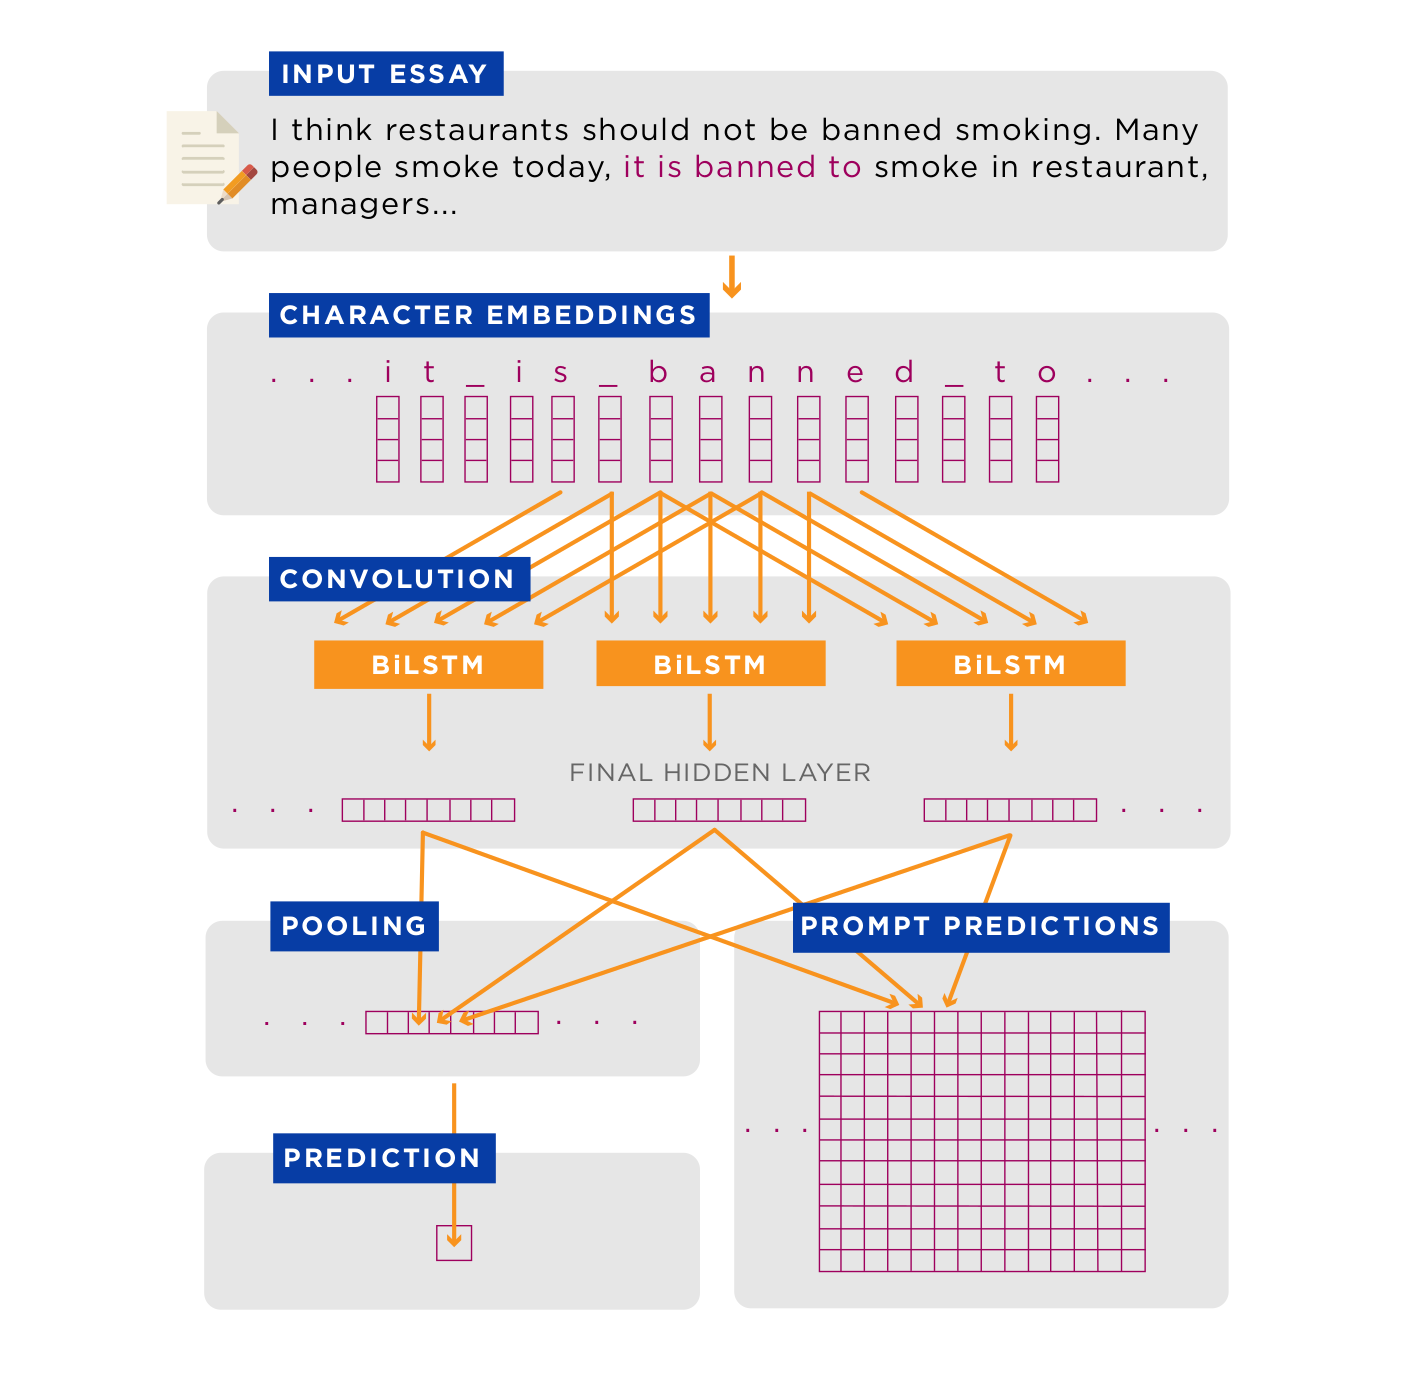 INPUT ESSAY
I think restaurants should not be banned smoking. Many
people smoke today, it is banned to smoke in restaurant,
managers...
CHARACTER EMBEDDINGS
. . . i t _ i s _ b a n n e d _ t o . . .
CONVOLUTION
BiLSTM BiLSTM BiLSTM
FINAL HIDDEN LAYER
. . . . . .
POOLING PROMPT PREDICTIONS
. . . . . .
. . . . . .
PREDICTION